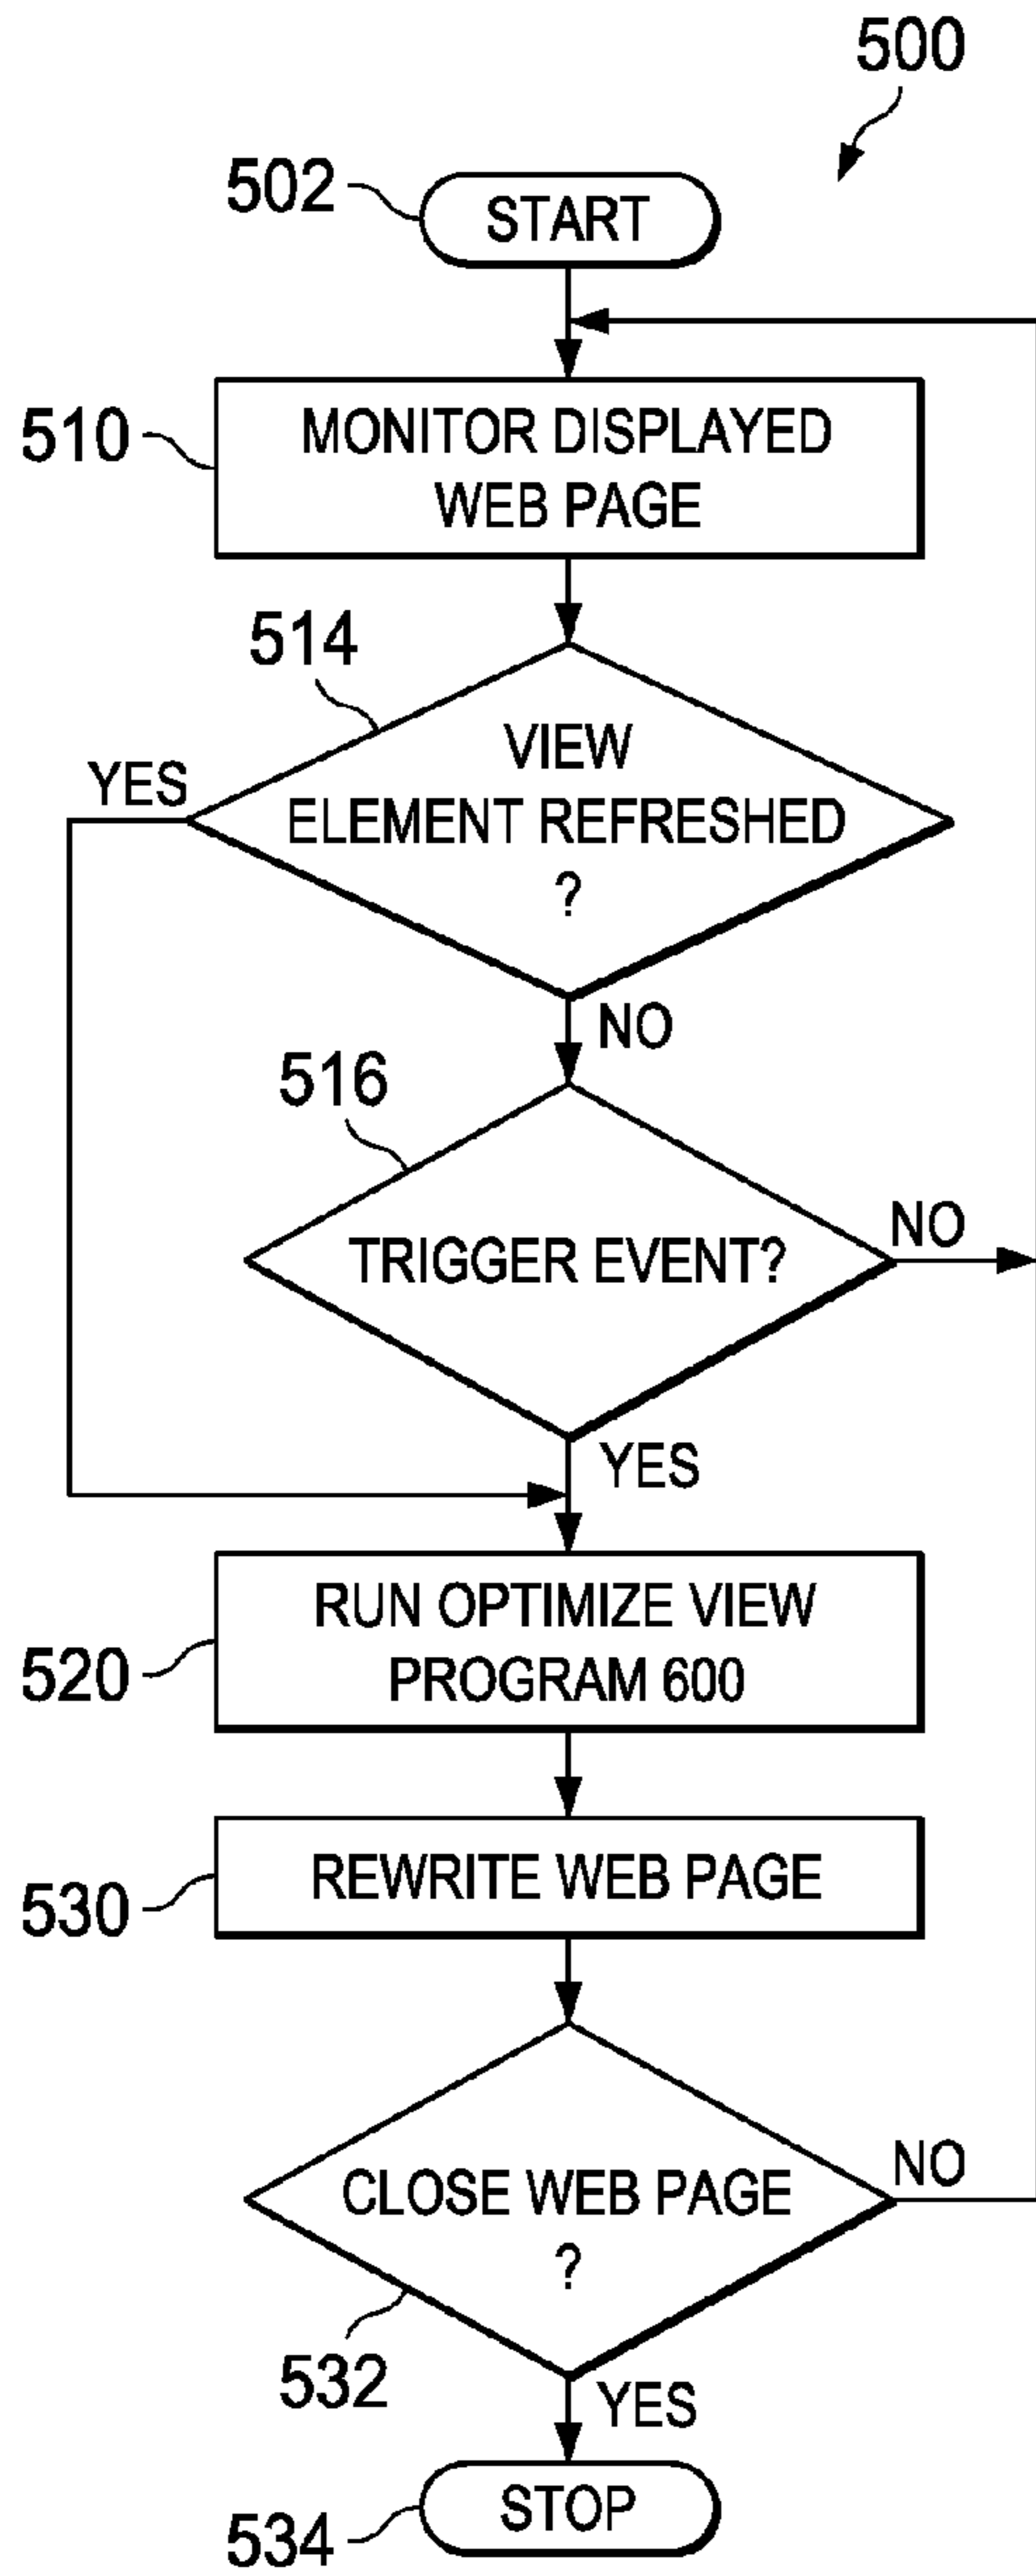 500
502
START
510
MONITOR DISPLAYED
WEB PAGE
514
YES
VIEW
ELEMENT REFRESHED
?
NO
516
TRIGGER EVENT?
NO
YES
520
RUN OPTIMIZE VIEW
PROGRAM 600
530
REWRITE WEB PAGE
CLOSE WEB PAGE
?
NO
532
YES
STOP
534